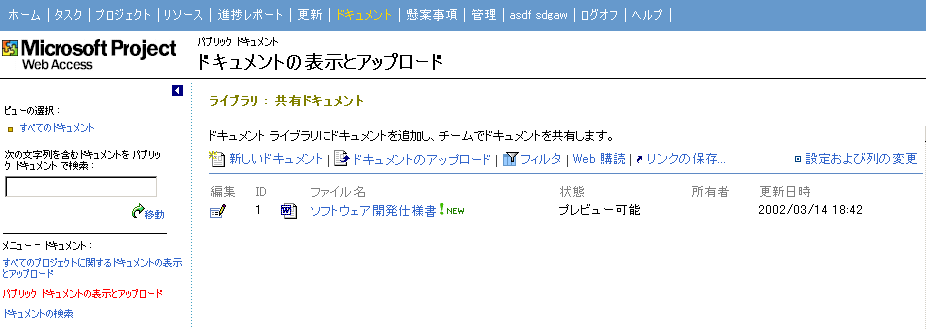 ホーム | タスク | プロジェクト | リソース | 進捗レポート | 更新 | ドキュメント | 懸案事項 | 管理 | asdf sdgaw | ログオフ | ヘルプ |
Microsoft Project
Web Access
パブリック ドキュメント
ドキュメントの表示とアップロード
ビューの選択:
すべてのドキュメント
次の文字列を含むドキュメントを パブリッ
ク ドキュメント で検索:
移動
メニュー - ドキュメント:
すべてのプロジェクトに関するドキュメントの表示
とアップロード
パブリック ドキュメントの表示とアップロード
ドキュメントの検索
ライブラリ : 共有ドキュメント
ドキュメント ライブラリにドキュメントを追加し、チームでドキュメントを共有します。
新しいドキュメント | ドキュメントのアップロード | フィルタ | Web 購読 | リンクの保存... 設定および列の変更
編集 ID ファイル名 状態 所有者 更新日時
1 ソフトウェア開発仕様書 ! NEW プレビュー可能 2002/03/14 18:42